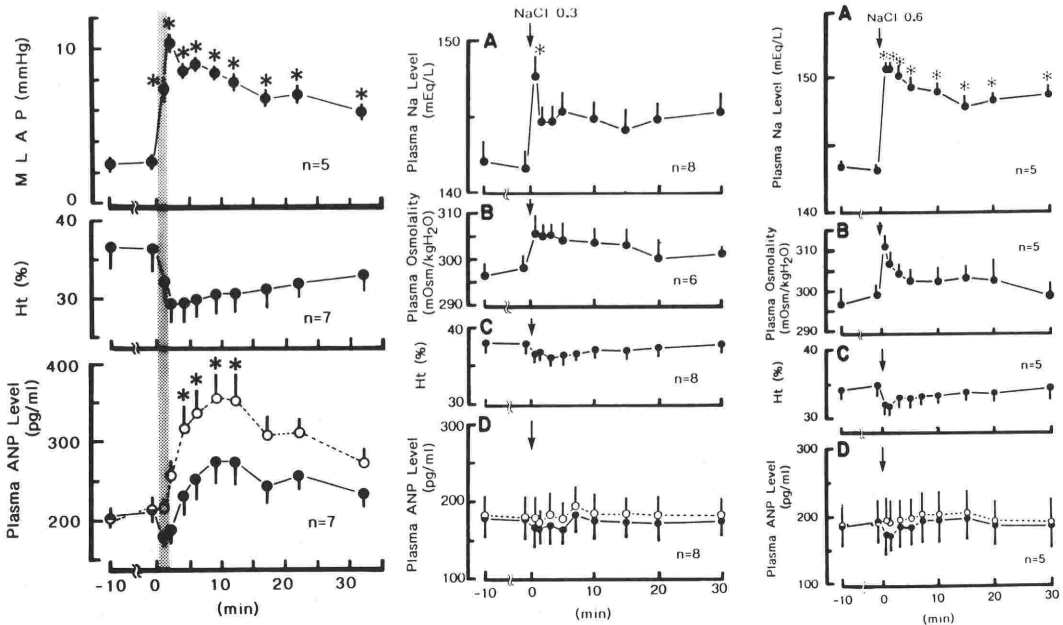 M L A P (mmHg)
10
0
n=5
Ht (%)
40
30
n=7
Plasma ANP Level
(pg/ml)
400
300
200
n=7
-10 0 10 20 30
(min)
NaCl 0.3
A
Plasma Na Level
(mEq/L)
150
140
n=8
B
Plasma Osmolality
(mOsm/kgH2O)
310
300
290
n=6
C
Ht (%)
40
30
n=8
D
Plasma ANP Level
(pg/ml)
300
200
100
n=8
-10 0 10 20 30
(min)
A
NaCl 0.6
Plasma Na Level (mEq/L)
150
140
n=5
B
Plasma Osmolality
(mOsm/kgH2O)
310
300
290
n=5
C
Ht (%)
40
30
n=5
D
Plasma ANP Level
(pg/ml)
300
200
100
n=5
-10 0 10 20 30
(min)